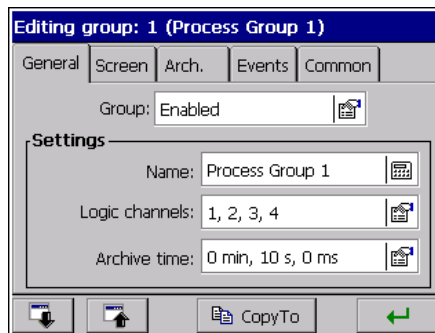 Editing group: 1 (Process Group 1)
General Screen Arch. Events Common
Group: Enabled
Settings
Name: Process Group 1
Logic channels: 1, 2, 3, 4
Archive time: 0 min, 10 s, 0 ms
CopyTo